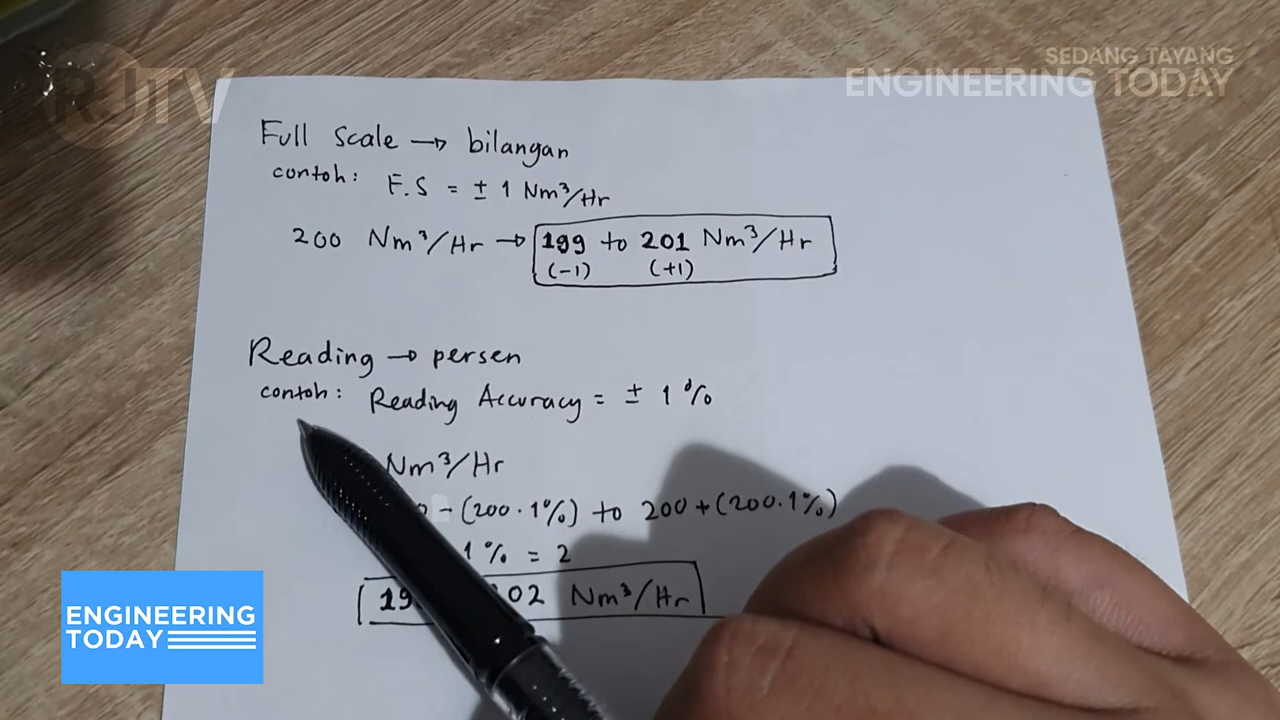 RJTV
SEDANG TAYANG
ENGINEERING TODAY
Full Scale → bilangan
contoh: F.S = ± 1 Nm³/Hr
200 Nm³/Hr → 199 to 201 Nm³/Hr
(-1) (+1)
Reading → persen
contoh: Reading Accuracy = ± 1%
Nm³/Hr
- (200.1%) to 200+(200.1%)
1% = 2
Nm³/Hr
ENGINEERING
TODAY